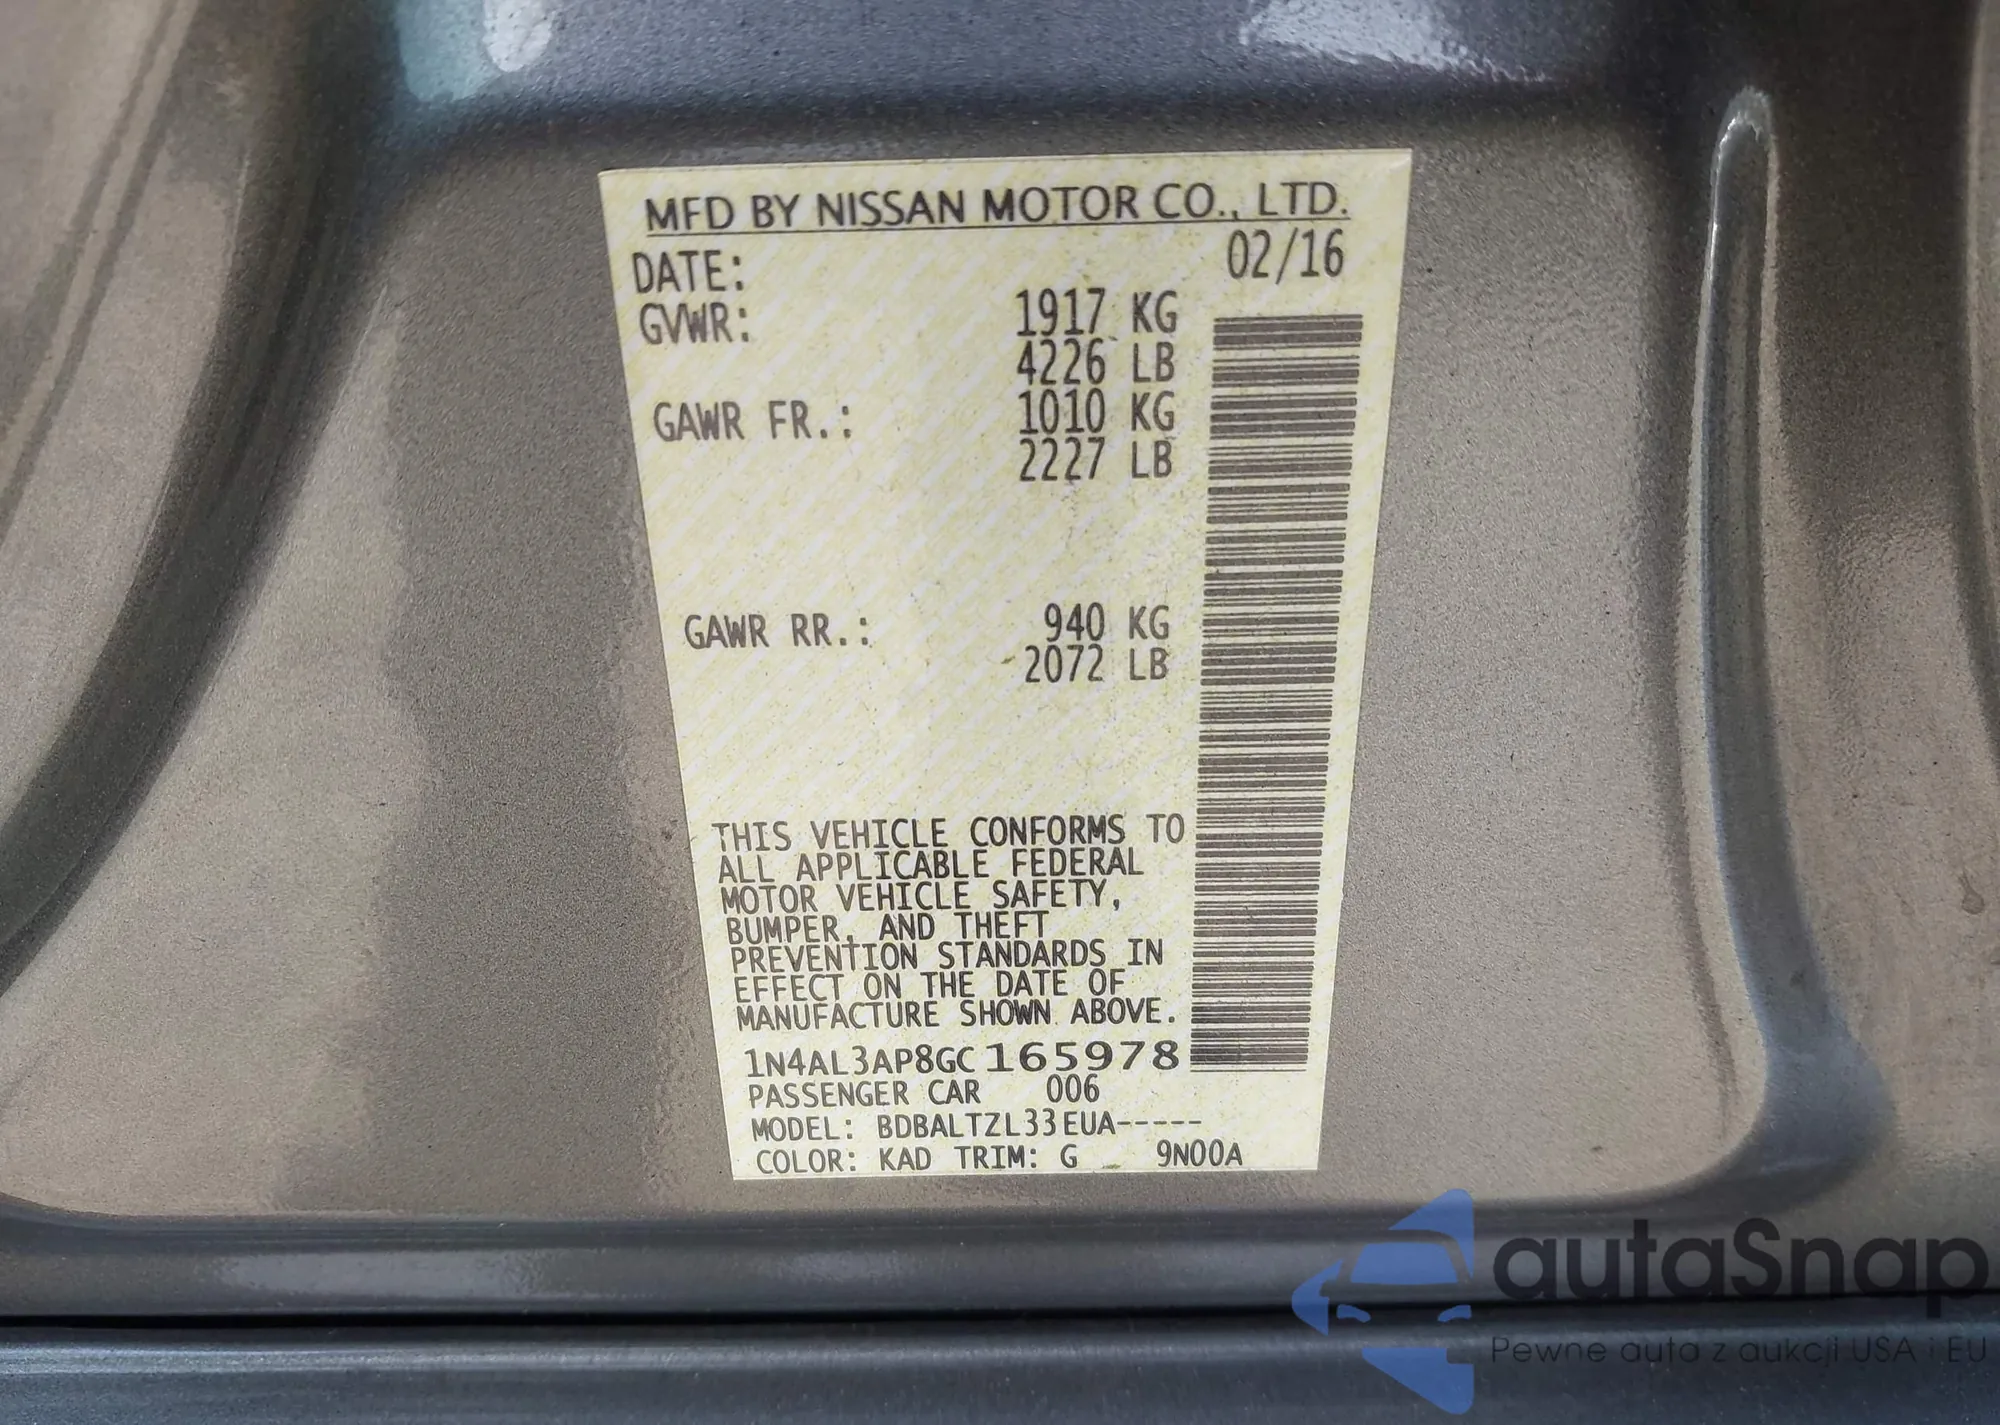 MFD BY NISSAN MOTOR CO., LTD.
DATE: 02/16
GVWR: 1917 KG
4226 LB
GAWR FR.: 1010 KG
2227 LB
GAWR RR.: 940 KG
2072 LB
THIS VEHICLE CONFORMS TO
ALL APPLICABLE FEDERAL
MOTOR VEHICLE SAFETY,
BUMPER, AND THEFT
PREVENTION STANDARDS IN
EFFECT ON THE DATE OF
MANUFACTURE SHOWN ABOVE.
1N4AL3AP8GC165978
PASSENGER CAR 006
MODEL: BDBALTZL33EUA-----
COLOR: KAD TRIM: G 9N00A
autaSnap
Pewne auta z aukcji USA i EU